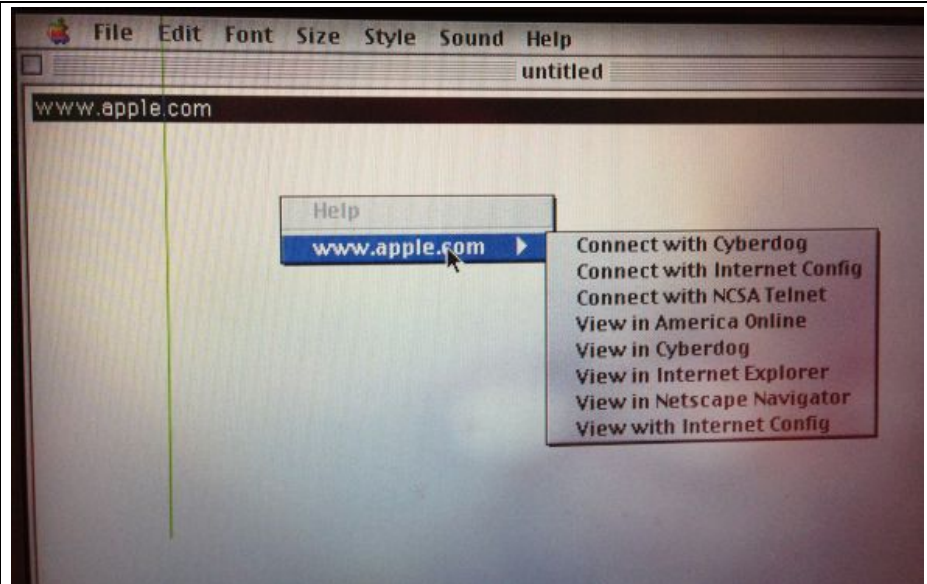 File Edit Font Size Style Sound Help
untitled
www.apple.com
Help
www.apple.com
Connect with Cyberdog
Connect with Internet Config
Connect with NCSA Telnet
View in America Online
View in Cyberdog
View in Internet Explorer
View in Netscape Navigator
View with Internet Config